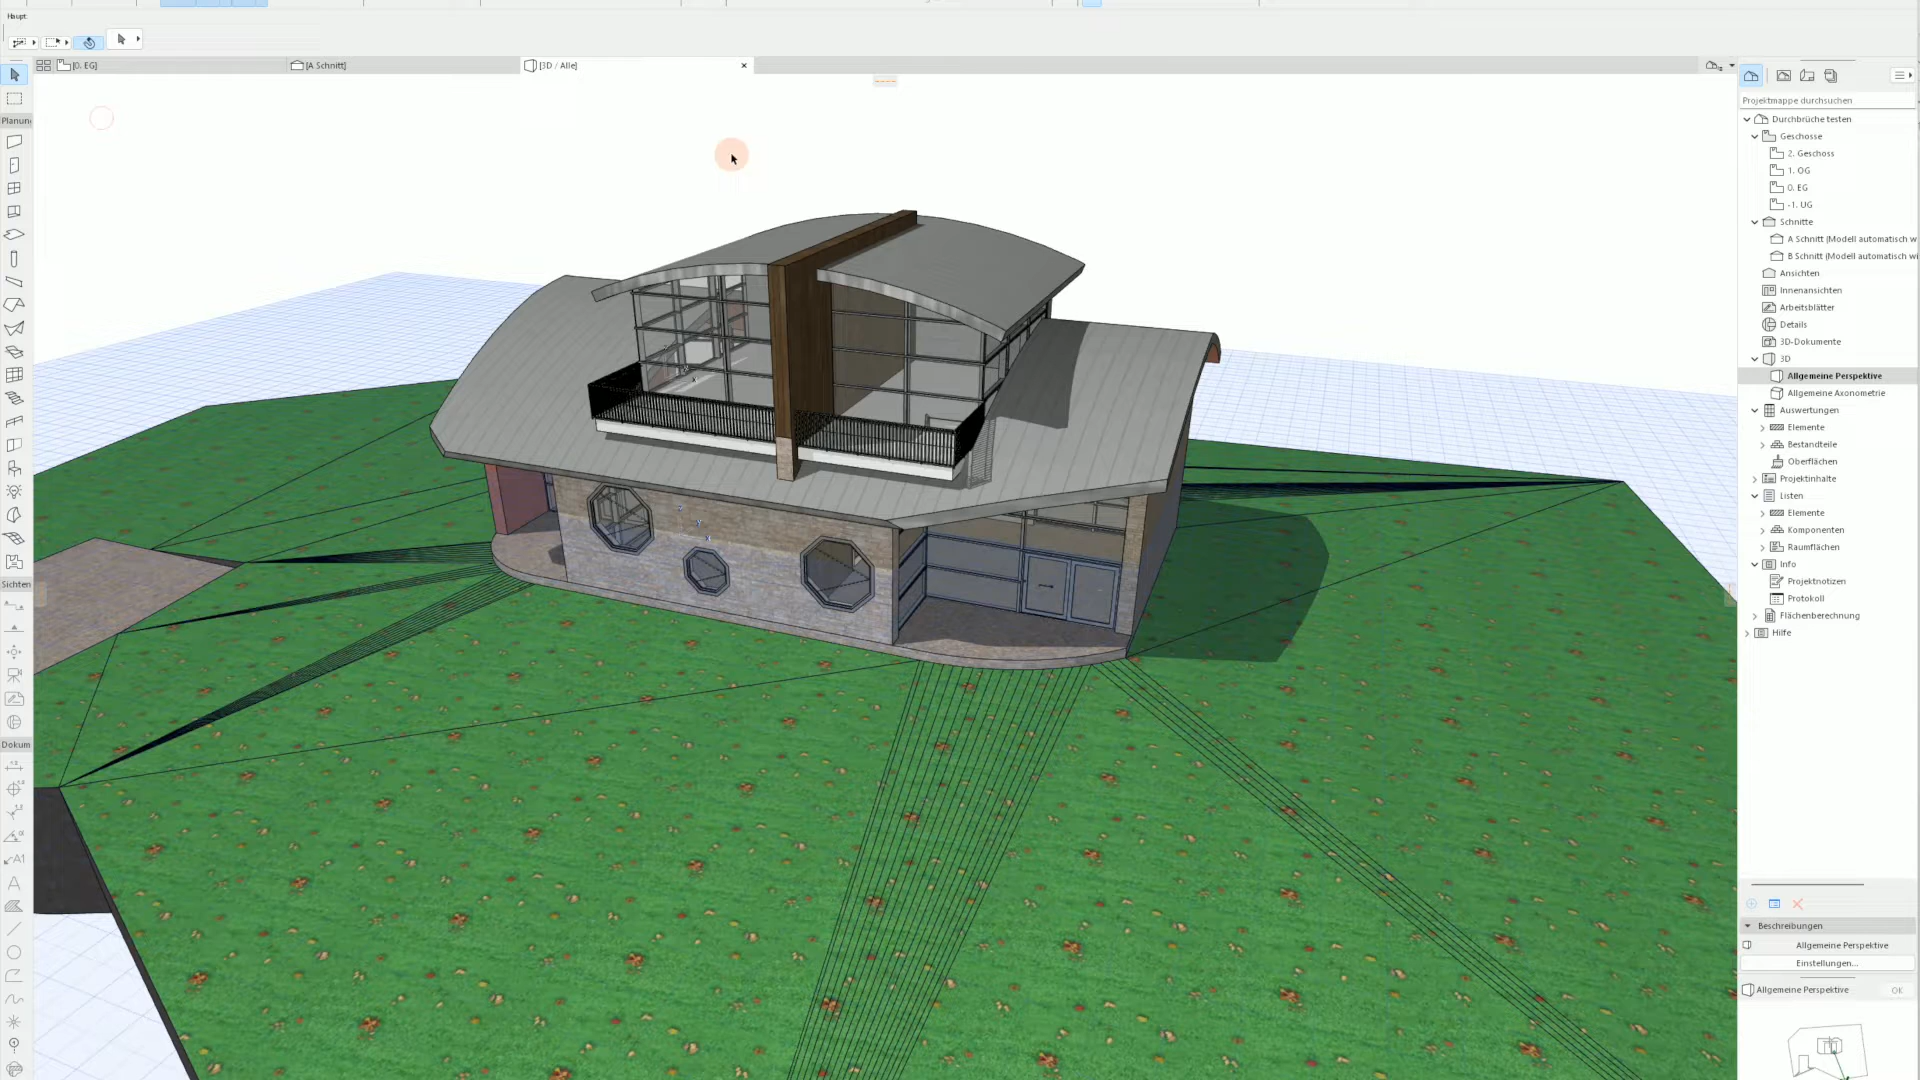 Haupt
[0. EG]
[A Schnitt]
[3D / Alle]
Planun
Sichten
Dokum
A1
A
Projektmappe durchsuchen
Durchbrüche testen
Geschosse
2. Geschoss
1. OG
0. EG
-1. UG
Schnitte
A Schnitt (Modell automatisch w
B Schnitt (Modell automatisch wi
Ansichten
Innenansichten
Arbeitsblätter
Details
3D-Dokumente
3D
Allgemeine Perspektive
Allgemeine Axonometrie
Auswertungen
Elemente
Bestandteile
Oberflächen
Projektinhalte
Listen
Elemente
Komponenten
Raumflächen
Info
Projektnotizen
Protokoll
Flächenberechnung
Hilfe
Beschreibungen
Allgemeine Perspektive
Einstellungen...
Allgemeine Perspektive
OK